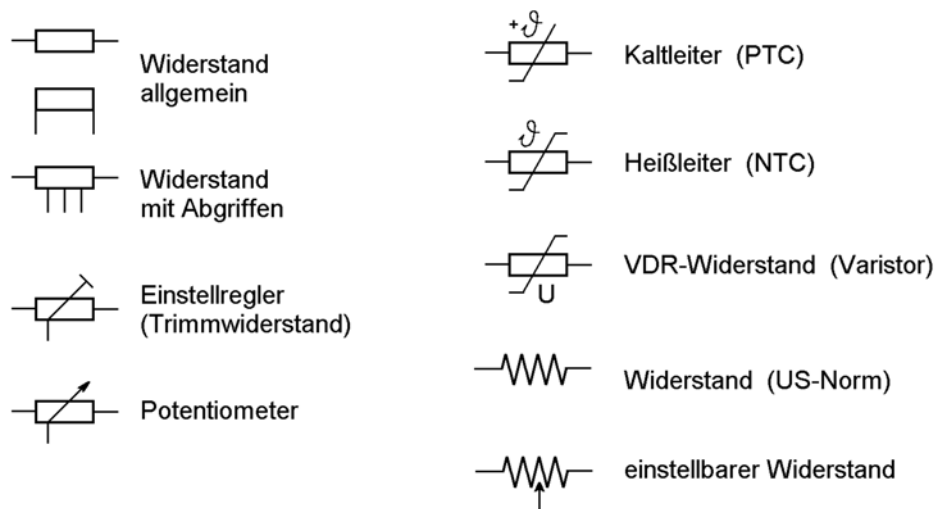 Widerstand
allgemein
Widerstand
mit Abgriffen
Einstellregler
(Trimmwiderstand)
Potentiometer
+ϑ
Kaltleiter (PTC)
ϑ
Heißleiter (NTC)
VDR-Widerstand (Varistor)
U
Widerstand (US-Norm)
einstellbarer Widerstand